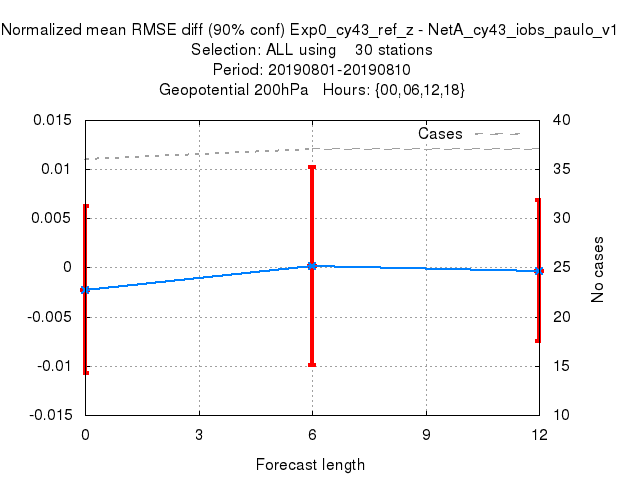 Normalized mean RMSE diff (90% conf) Exp0_cy43_ref_z - NetA_cy43_iobs_paulo_v1
Selection: ALL using 30 stations
Period: 20190801-20190810
Geopotential 200hPa Hours: {00,06,12,18}
0.015
0.01
0.005
0
-0.005
-0.01
-0.015
Cases
40
35
30
25
20
15
10
No cases
0 3 6 9 12
Forecast length